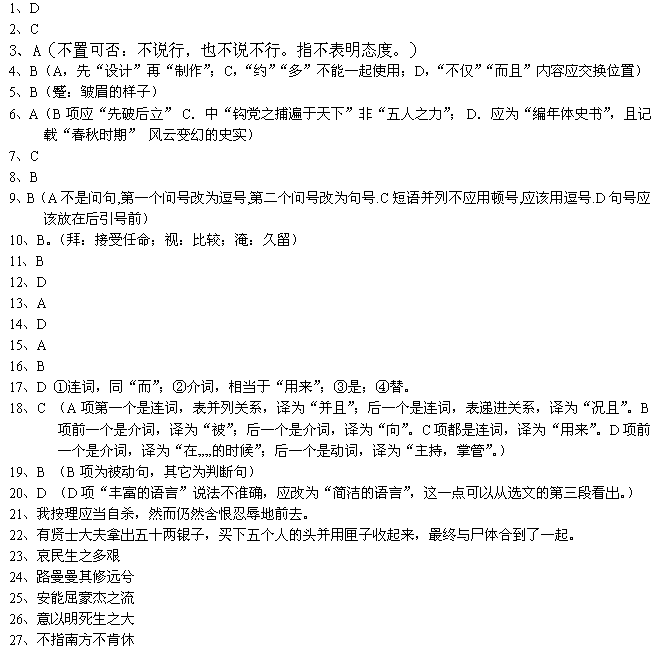 1、D
2、C
3、A（不置可否：不说行，也不说不行。指不表明态度。）
4、B（A，先“设计”再“制作”；C，“约”“多”不能一起使用；D，“不仅”“而且”内容应交换位置）
5、B（蹙：皱眉的样子）
6、A（B 项应“先破后立” C．中“钩党之捕遍于天下”非“五人之力”； D．应为“编年体史书”，且记
载“春秋时期” 风云变幻的史实）
7、C
8、B
9、B（A 不是问句,第一个问号改为逗号,第二个问号改为句号.C 短语并列不应用顿号,应该用逗号.D 句号应
该放在后引号前）
10、B。（拜：接受任命；视：比较；淹：久留）
11、B
12、D
13、A
14、D
15、A
16、B
17、D ①连词，同“而”；②介词，相当于“用来”；③是；④替。
18、C （A 项第一个是连词，表并列关系，译为“并且”；后一个是连词，表递进关系，译为“况且”。B
项前一个是介词，译为“被”；后一个是介词，译为“向”。C 项都是连词，译为“用来”。D 项前
一个是介词，译为“在„„的时候”；后一个是动词，译为“主持，掌管”。）
19、B （B 项为被动句，其它为判断句）
20、D （D 项“丰富的语言”说法不准确，应改为“简洁的语言”，这一点可以从选文的第三段看出。）
21、我按理应当自杀，然而仍然含恨忍辱地前去。
22、有贤士大夫拿出五十两银子，买下五个人的头并用匣子收起来，最终与尸体合到了一起。
23、哀民生之多艰
24、路曼曼其修远兮
25、安能屈豪杰之流
26、意以明死生之大
27、不指南方不肯休